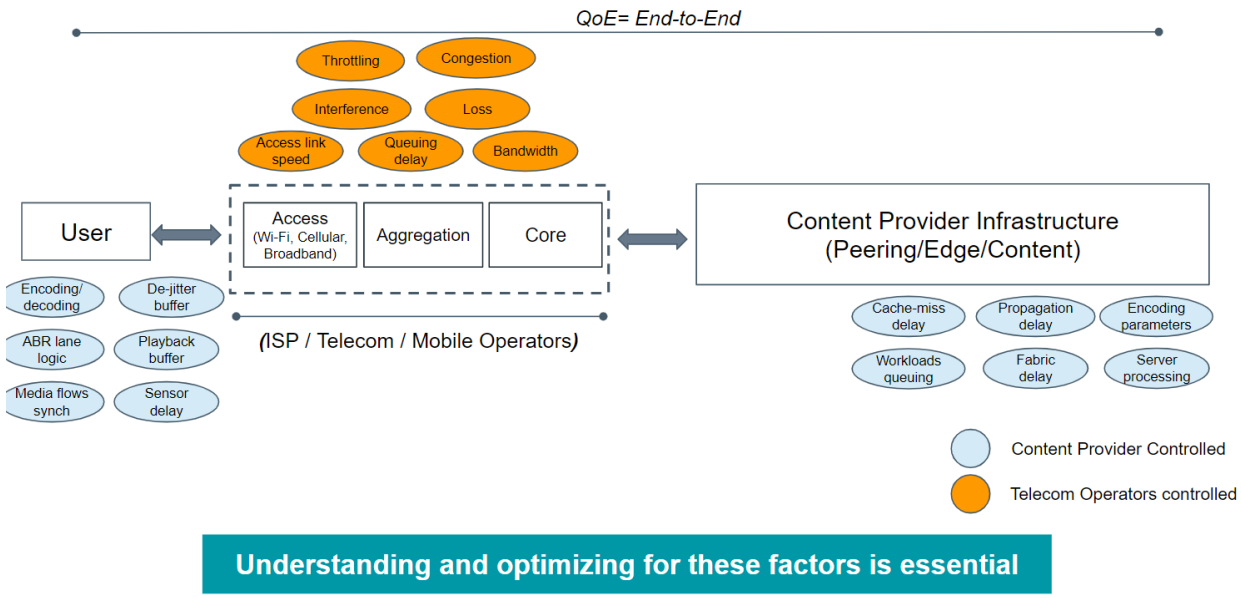 QoE= End-to-End
Throttling
Congestion
Interference
Loss
Access link
speed
Queuing
delay
Bandwidth
User
Access
(Wi-Fi, Cellular,
Broadband)
Aggregation
Core
Content Provider Infrastructure
(Peering/Edge/Content)
Encoding/
decoding
De-jitter
buffer
ABR lane
logic
Playback
buffer
Media flows
synch
Sensor
delay
(ISP / Telecom / Mobile Operators)
Cache-miss
delay
Propagation
delay
Encoding
parameters
Workloads
queuing
Fabric
delay
Server
processing
Content Provider Controlled
Telecom Operators controlled
Understanding and optimizing for these factors is essential